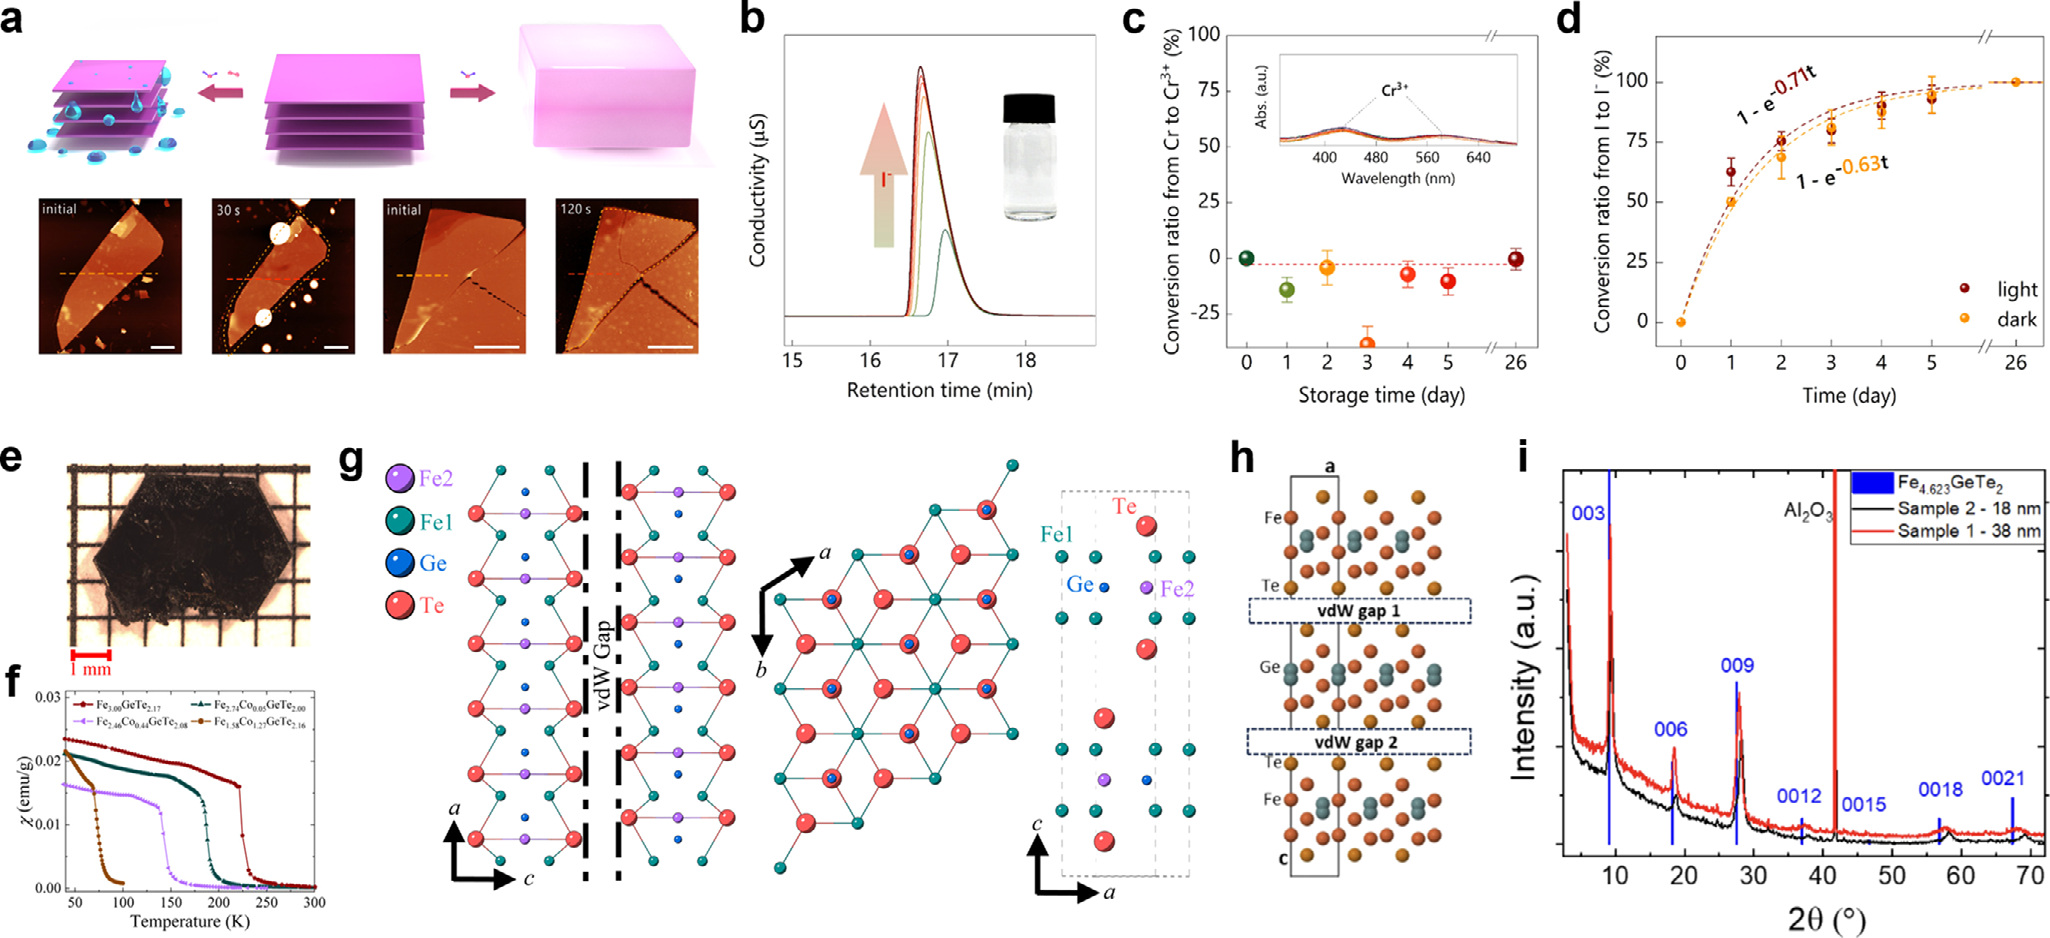 a
initial
30 s
initial
120 s
b
Conductivity (µS)
I⁻
15 16 17 18
Retention time (min)
c
Conversion ratio from Cr to Cr³⁺ (%)
100
75
50
25
0
-25
Abs. (a.u.)
Cr³⁺
400 480 560 640
Wavelength (nm)
0 1 2 3 4 5 26
Storage time (day)
d
Conversion ratio from I to I⁻ (%)
100
75
50
25
0
1 - e^-0.71t
1 - e^-0.63t
light
dark
0 1 2 3 4 5 26
Time (day)
e
1 mm
f
χ (emu/g)
0.03
0.02
0.01
0.00
Fe₃.₀₀GeTe₂.₁₇
Fe₂.₇₄Co₀.₀₅GeTe₂.₀₀
Fe₂.₄₆Co₀.₄₄GeTe₂.₀₈
Fe₁.₅₈Co₁.₂₇GeTe₂.₁₆
50 100 150 200 250 300
Temperature (K)
g
Fe2
Fe1
Ge
Te
vdW Gap
a
c
a
b
Te
Fe1
Ge
Fe2
c
a
h
a
Fe
Te
vdW gap 1
Ge
vdW gap 2
Te
Fe
c
i
Intensity (a.u.)
003
006
009
0012
0015
0018
0021
Al₂O₃
Fe₄.₆₂₃GeTe₂
Sample 2 - 18 nm
Sample 1 - 38 nm
10 20 30 40 50 60 70
2θ (°)